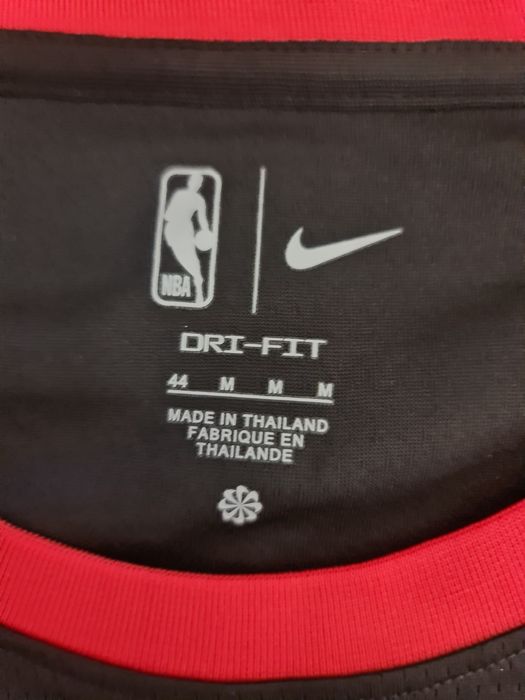 NBA
DRI-FIT
44 M M M
MADE IN THAILAND
FABRIQUE EN
THAILANDE